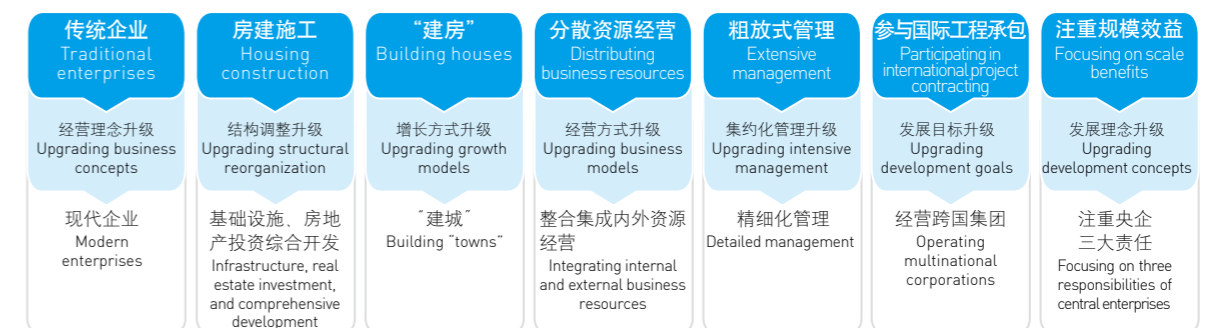 传统企业
Traditional
enterprises
经营理念升级
Upgrading business
concepts
现代企业
Modern
enterprises
房建施工
Housing
construction
结构调整升级
Upgrading structural
reorganization
基础设施、房地
产投资综合开发
Infrastructure, real
estate investment,
and comprehensive
development
“建房”
Building houses
增长方式升级
Upgrading growth
models
“建城”
Building “towns”
分散资源经营
Distributing
business resources
经营方式升级
Upgrading business
models
整合集成内外资源
经营
Integrating internal
and external business
resources
粗放式管理
Extensive
management
集约化管理升级
Upgrading intensive
management
精细化管理
Detailed management
参与国际工程承包
Participating in
international project
contracting
发展目标升级
Upgrading
development goals
经营跨国集团
Operating
multinational
corporations
注重规模效益
Focusing on scale
benefits
发展理念升级
Upgrading
development concepts
注重央企
三大责任
Focusing on three
responsibilities of
central enterprises